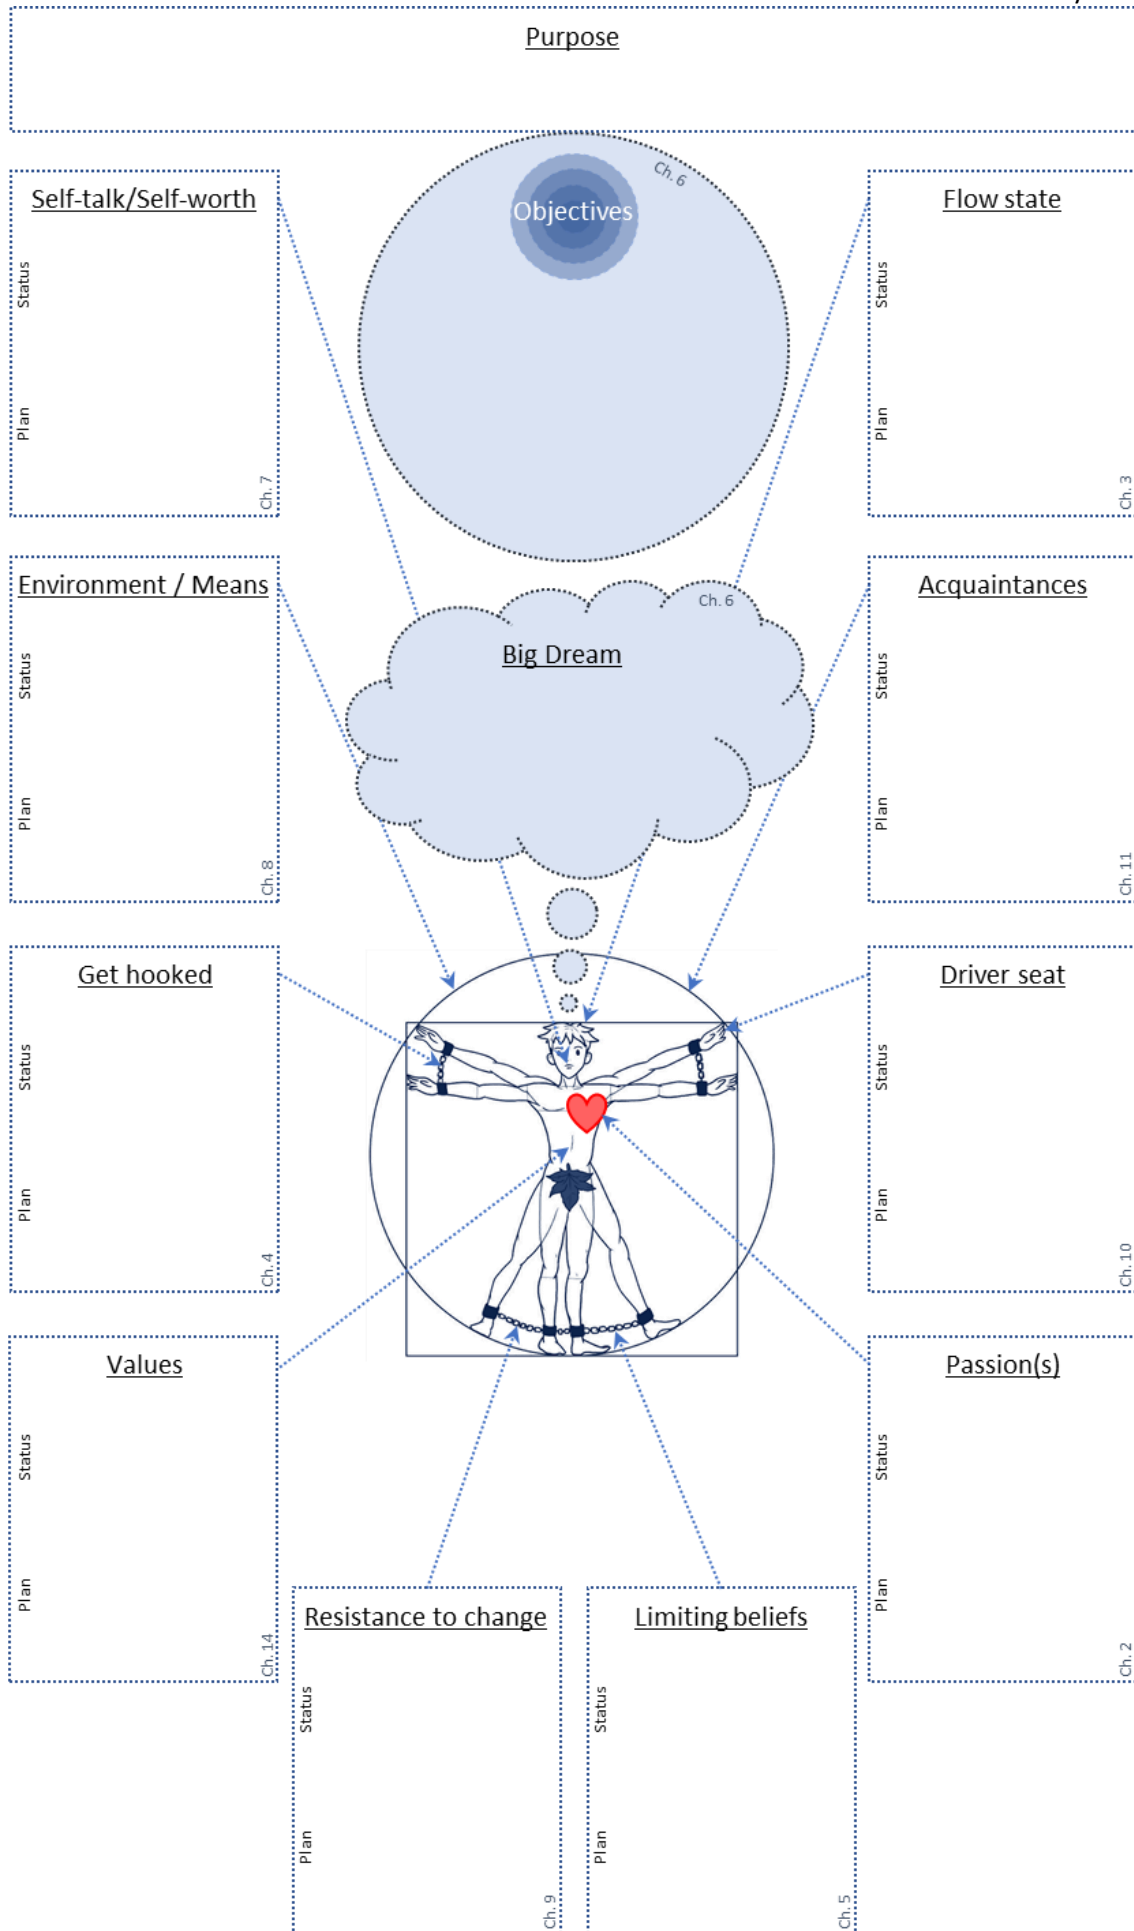 Purpose
Ch. 6
Objectives
Self-talk/Self-worth
Status
Plan
Ch. 7
Flow state
Status
Plan
Ch. 3
Environment / Means
Status
Plan
Ch. 8
Ch. 6
Big Dream
Acquaintances
Status
Plan
Ch. 11
Get hooked
Status
Plan
Ch. 4
Driver seat
Status
Plan
Ch. 10
Values
Status
Plan
Ch. 14
Passion(s)
Status
Plan
Ch. 2
Resistance to change
Status
Plan
Ch. 9
Limiting beliefs
Status
Plan
Ch. 5